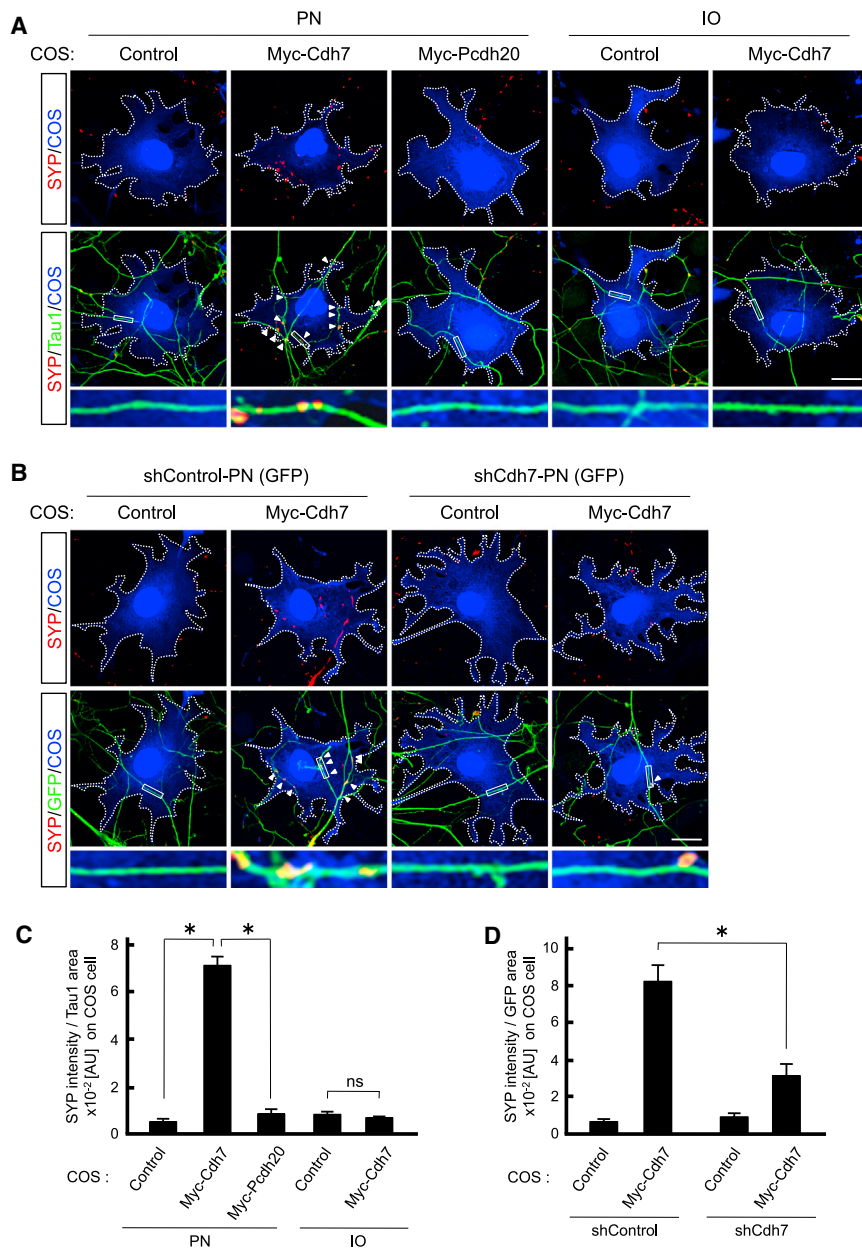 A
PN
IO
COS:
Control
Myc-Cdh7
Myc-Pcdh20
Control
Myc-Cdh7
SYP/COS
SYP/Tau1/COS
B
shControl-PN (GFP)
shCdh7-PN (GFP)
COS:
Control
Myc-Cdh7
Control
Myc-Cdh7
SYP/COS
SYP/GFP/COS
C
SYP intensity / Tau1 area
x10-2 [AU] on COS cell
8
6
4
2
0
*
*
ns
COS :
Control
Myc-Cdh7
Myc-Pcdh20
Control
Myc-Cdh7
PN
IO
D
SYP intensity / GFP area
x10-2 [AU] on COS cell
10
8
6
4
2
0
*
COS :
Control
Myc-Cdh7
Control
Myc-Cdh7
shControl
shCdh7